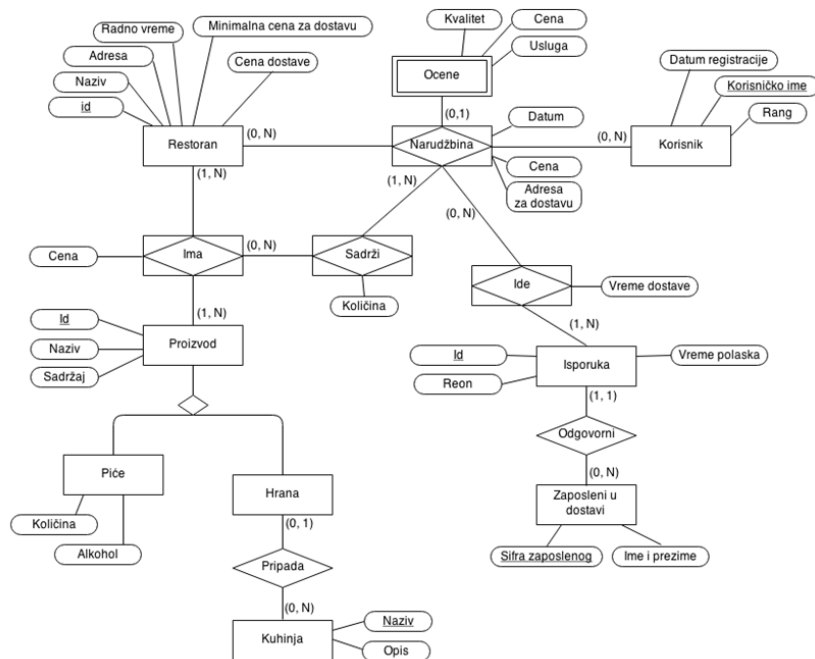 Kvalitet
Cena
Radno vreme
Minimalna cena za dostavu
Usluga
Adresa
Cena dostave
Ocene
Datum registracije
Naziv
Korisničko ime
id
(0,1)
Datum
Rang
(0, N)
(0, N)
Restoran
Narudžbina
Korisnik
(1, N)
(1, N)
Cena
Adresa
za dostavu
(0, N)
(0, N)
Cena
Ima
Sadrži
Ide
Vreme dostave
Količina
(1, N)
(1, N)
Id
Naziv
Proizvod
Id
Vreme polaska
Isporuka
Sadržaj
Reon
(1, 1)
Odgovorni
Piće
(0, N)
Hrana
Zaposleni u
dostavi
Količina
(0, 1)
Alkohol
Sifra zaposlenog
Ime i prezime
Pripada
(0, N)
Naziv
Kuhinja
Opis